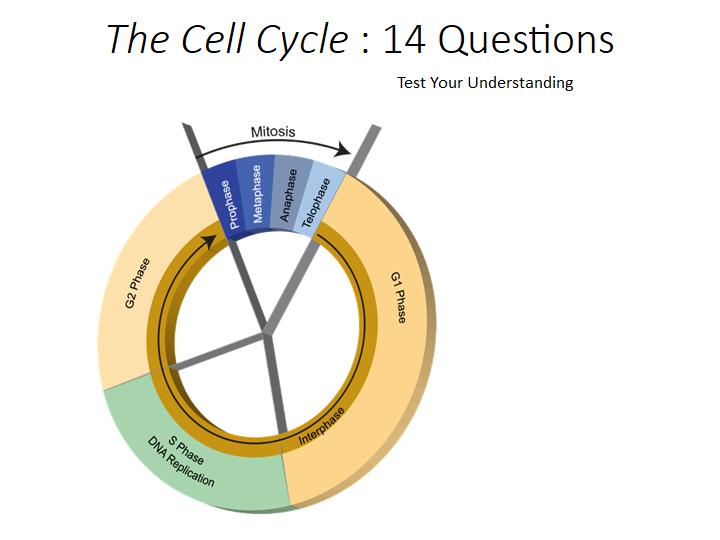 The Cell Cycle : 14 Questions
Test Your Understanding
Mitosis
Prophase
Metaphase
Anaphase
Telophase
G2 Phase
G1 Phase
Interphase
S Phase
DNA Replication